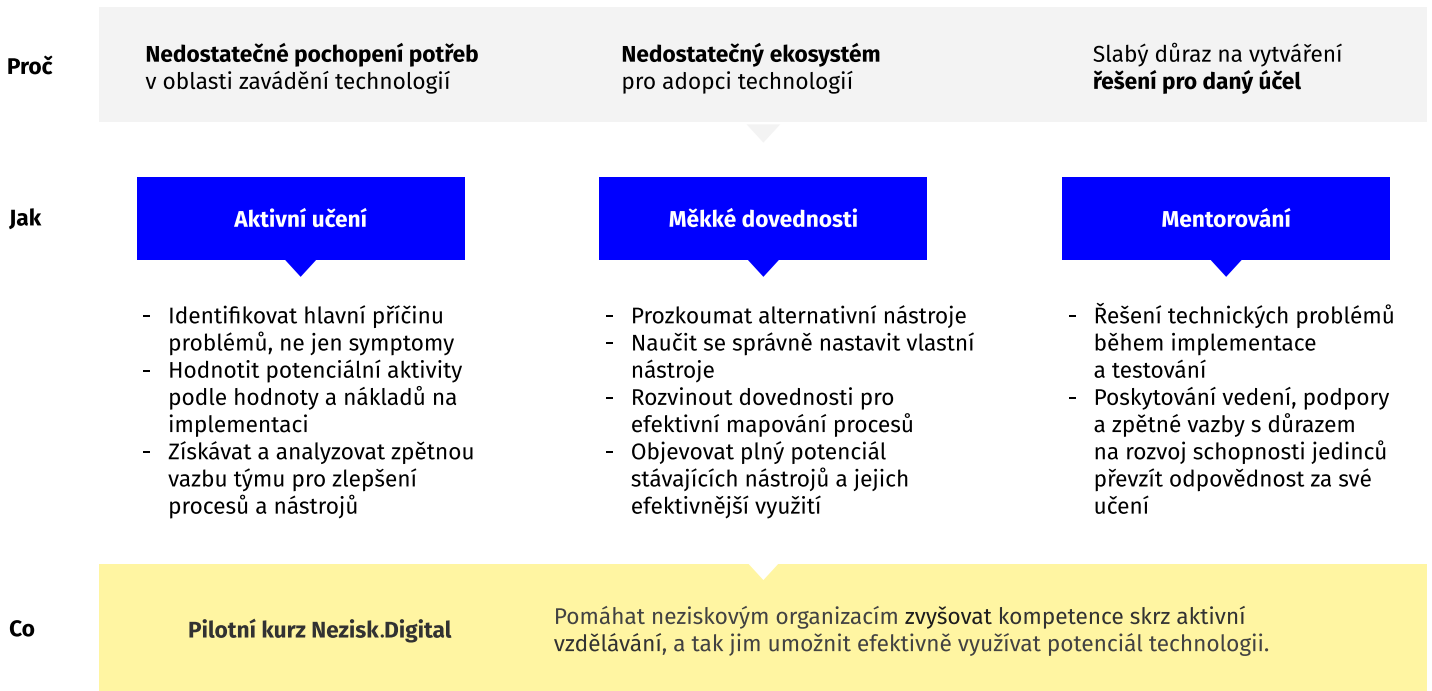 Proč
Nedostatečné pochopení potřeb
v oblasti zavádění technologií
Nedostatečný ekosystém
pro adopci technologií
Slabý důraz na vytváření
řešení pro daný účel
Jak
Aktivní učení
- Identifikovat hlavní příčinu
problémů, ne jen symptomy
- Hodnotit potenciální aktivity
podle hodnoty a nákladů na
implementaci
- Získávat a analyzovat zpětnou
vazbu týmu pro zlepšení
procesů a nástrojů
Měkké dovednosti
- Prozkoumat alternativní nástroje
- Naučit se správně nastavit vlastní
nástroje
- Rozvinout dovednosti pro
efektivní mapování procesů
- Objevovat plný potenciál
stávajících nástrojů a jejich
efektivnější využití
Mentorování
- Řešení technických problémů
během implementace
a testování
- Poskytování vedení, podpory
a zpětné vazby s důrazem
na rozvoj schopnosti jedinců
převzít odpovědnost za své
učení
Co
Pilotní kurz Nezisk.Digital
Pomáhat neziskovým organizacím zvyšovat kompetence skrz aktivní
vzdělávání, a tak jim umožnit efektivně využívat potenciál technologii.